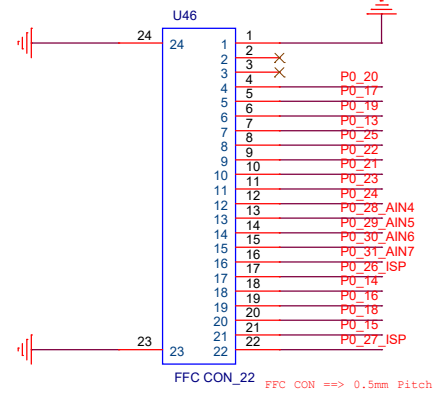 U46
24 24 1 1
2 2
3 3
4 4 P0_20
5 5 P0_17
6 6 P0_19
7 7 P0_13
8 8 P0_25
9 9 P0_22
10 10 P0_21
11 11 P0_23
12 12 P0_24
13 13 P0_28_AIN4
14 14 P0_29_AIN5
15 15 P0_30_AIN6
16 16 P0_31_AIN7
17 17 P0_26_ISP
18 18 P0_14
19 19 P0_16
20 20 P0_18
21 21 P0_15
23 23 22 22 P0_27_ISP
FFC CON_22
FFC CON ==> 0.5mm Pitch